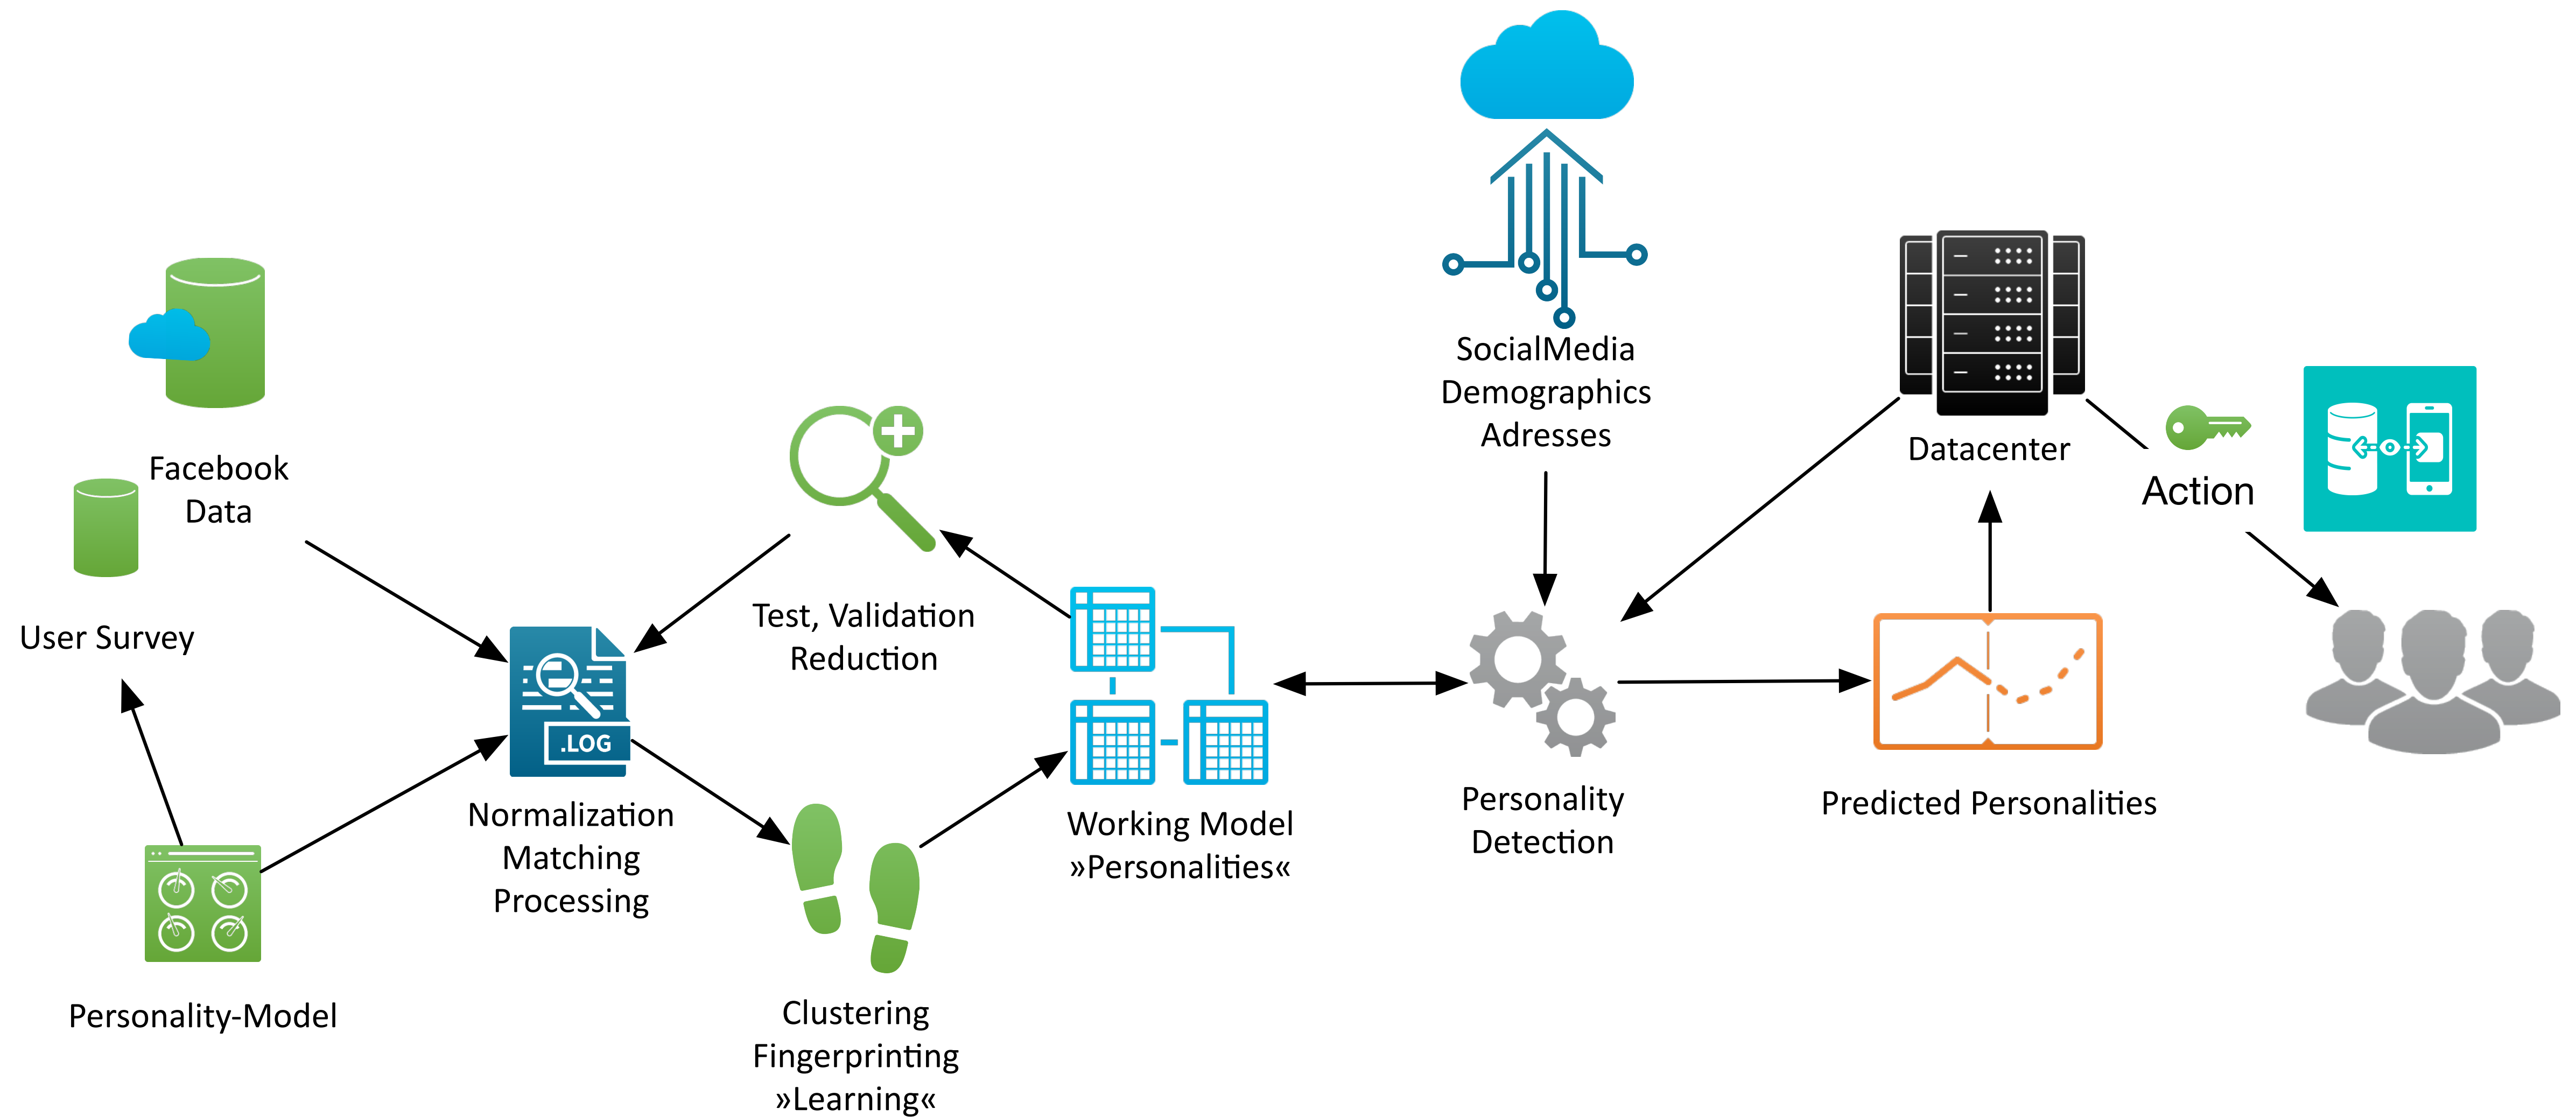 Facebook
Data
User Survey
Personality-Model
.LOG
Normalization
Matching
Processing
Test, Validation
Reduction
Clustering
Fingerprinting
»Learning«
Working Model
»Personalities«
SocialMedia
Demographics
Adresses
Personality
Detection
Predicted Personalities
Datacenter
Action